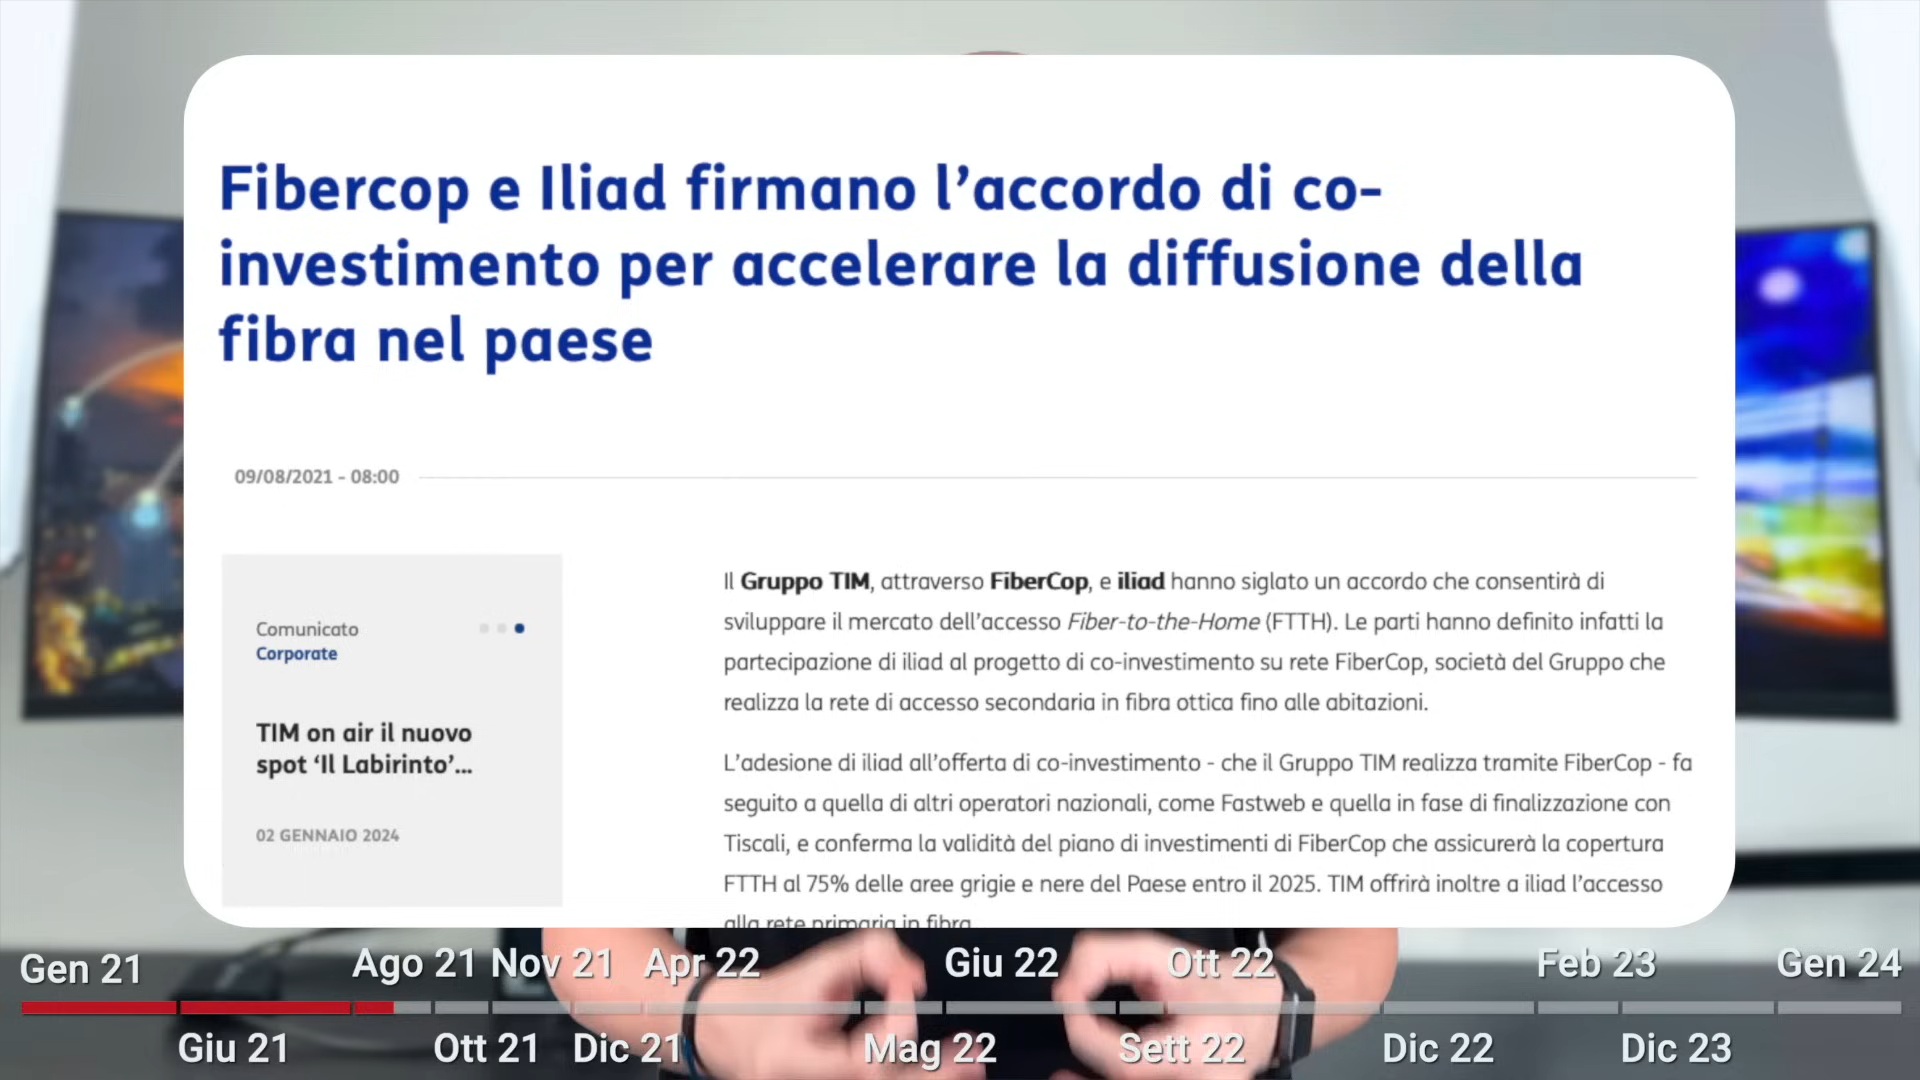 Fibercop e Iliad firmano l’accordo di co-
investimento per accelerare la diffusione della
fibra nel paese
09/08/2021 - 08:00
Comunicato
Corporate
TIM on air il nuovo
spot ‘Il Labirinto’...
02 GENNAIO 2024
Il Gruppo TIM, attraverso FiberCop, e iliad hanno siglato un accordo che consentirà di
sviluppare il mercato dell’accesso Fiber-to-the-Home (FTTH). Le parti hanno definito infatti la
partecipazione di iliad al progetto di co-investimento su rete FiberCop, società del Gruppo che
realizza la rete di accesso secondaria in fibra ottica fino alle abitazioni.
L’adesione di iliad all’offerta di co-investimento - che il Gruppo TIM realizza tramite FiberCop - fa
seguito a quella di altri operatori nazionali, come Fastweb e quella in fase di finalizzazione con
Tiscali, e conferma la validità del piano di investimenti di FiberCop che assicurerà la copertura
FTTH al 75% delle aree grigie e nere del Paese entro il 2025. TIM offrirà inoltre a iliad l’accesso
alla rete primaria in fibra.
Gen 21 Ago 21 Nov 21 Apr 22 Giu 22 Ott 22 Feb 23 Gen 24
Giu 21 Ott 21 Dic 21 Mag 22 Sett 22 Dic 22 Dic 23